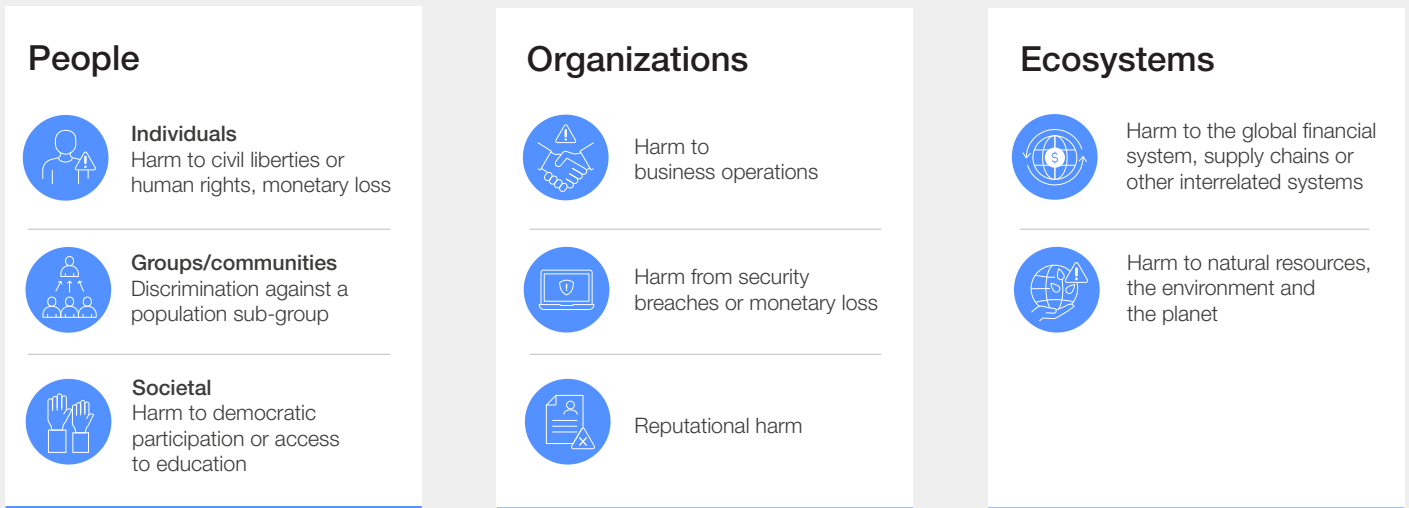 People
Individuals
Harm to civil liberties or
human rights, monetary loss
Groups/communities
Discrimination against a
population sub-group
Societal
Harm to democratic
participation or access
to education
Organizations
Harm to
business operations
Harm from security
breaches or monetary loss
Reputational harm
Ecosystems
Harm to the global financial
system, supply chains or
other interrelated systems
Harm to natural resources,
the environment and
the planet